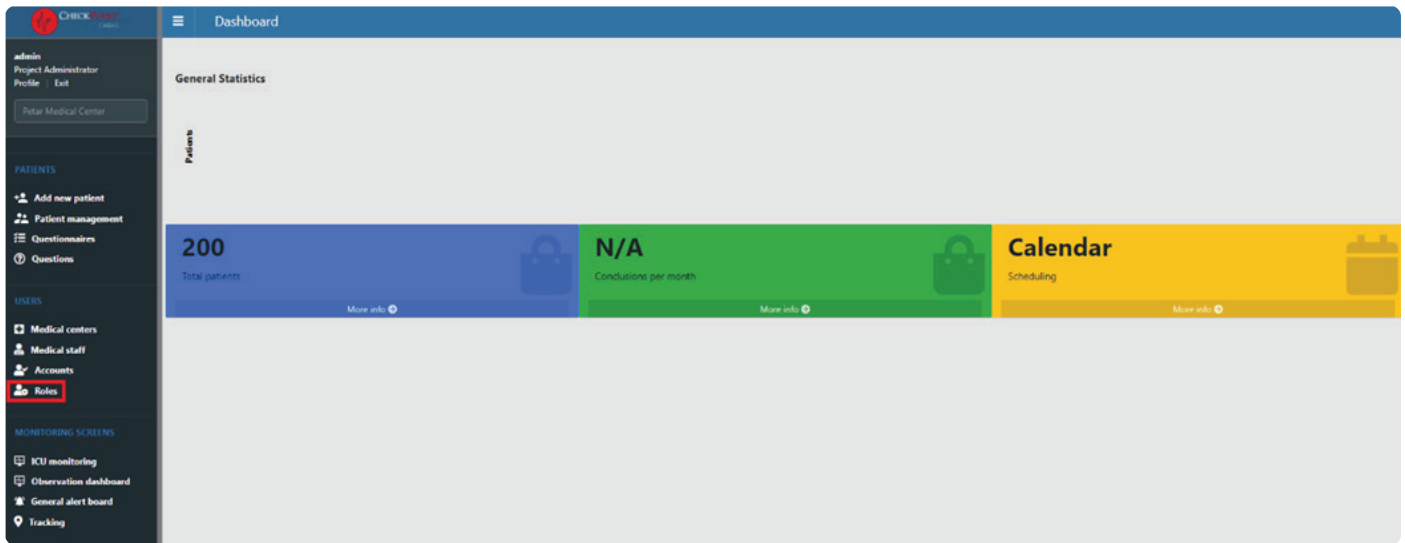 CHECKPOINT
CARDIO
Dashboard
admin
Project Administrator
Profile | Exit
Petar Medical Center
PATIENTS
Add new patient
Patient management
Questionnaires
Questions
USERS
Medical centers
Medical staff
Accounts
Roles
MONITORING SCREENS
ICU monitoring
Observation dashboard
General alert board
Tracking
General Statistics
Patients
200
Total patients
More info
N/A
Conclusions per month
More info
Calendar
Scheduling
More info